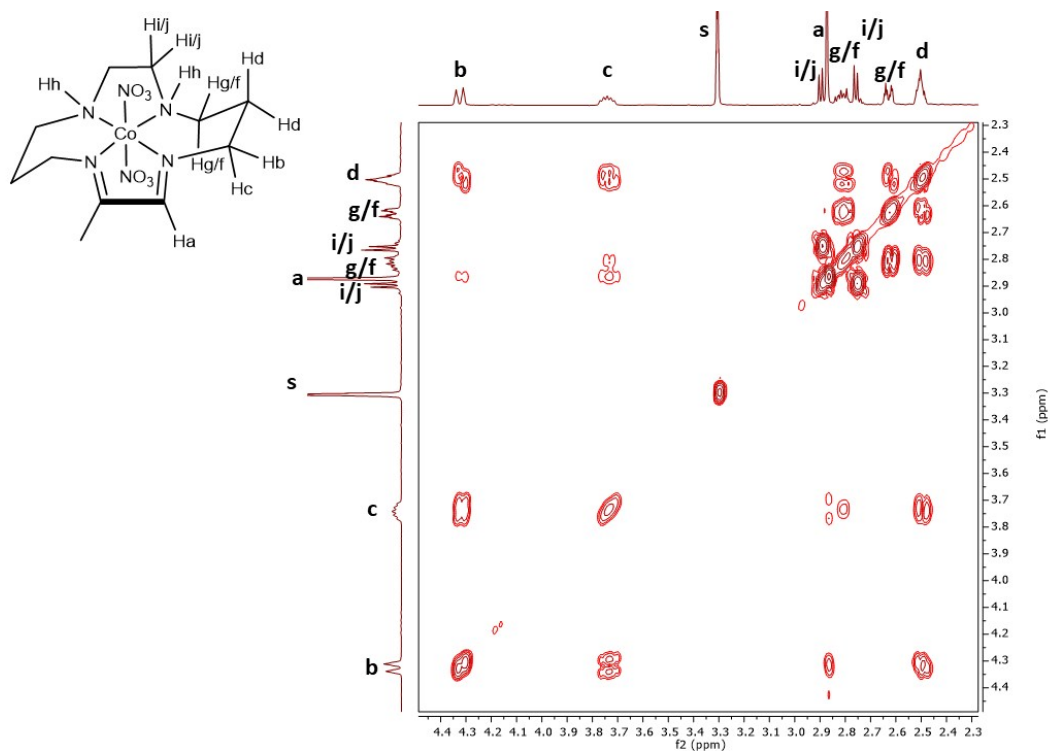 Hi/j
Hi/j
Hd
Hh
Hh
Hg/f
NO3
N
N
Hd
Co
N
N
Hg/f
Hb
NO3
Hc
Ha
b
c
s
i/j
a
g/f
i/j
g/f
d
d
g/f
i/j
g/f
a
i/j
s
c
b
2.3
2.4
2.5
2.6
2.7
2.8
2.9
3.0
3.1
3.2
3.3
3.4
3.5
3.6
3.7
3.8
3.9
4.0
4.1
4.2
4.3
4.4
f1 (ppm)
4.4 4.3 4.2 4.1 4.0 3.9 3.8 3.7 3.6 3.5 3.4 3.3 3.2 3.1 3.0 2.9 2.8 2.7 2.6 2.5 2.4 2.3
f2 (ppm)